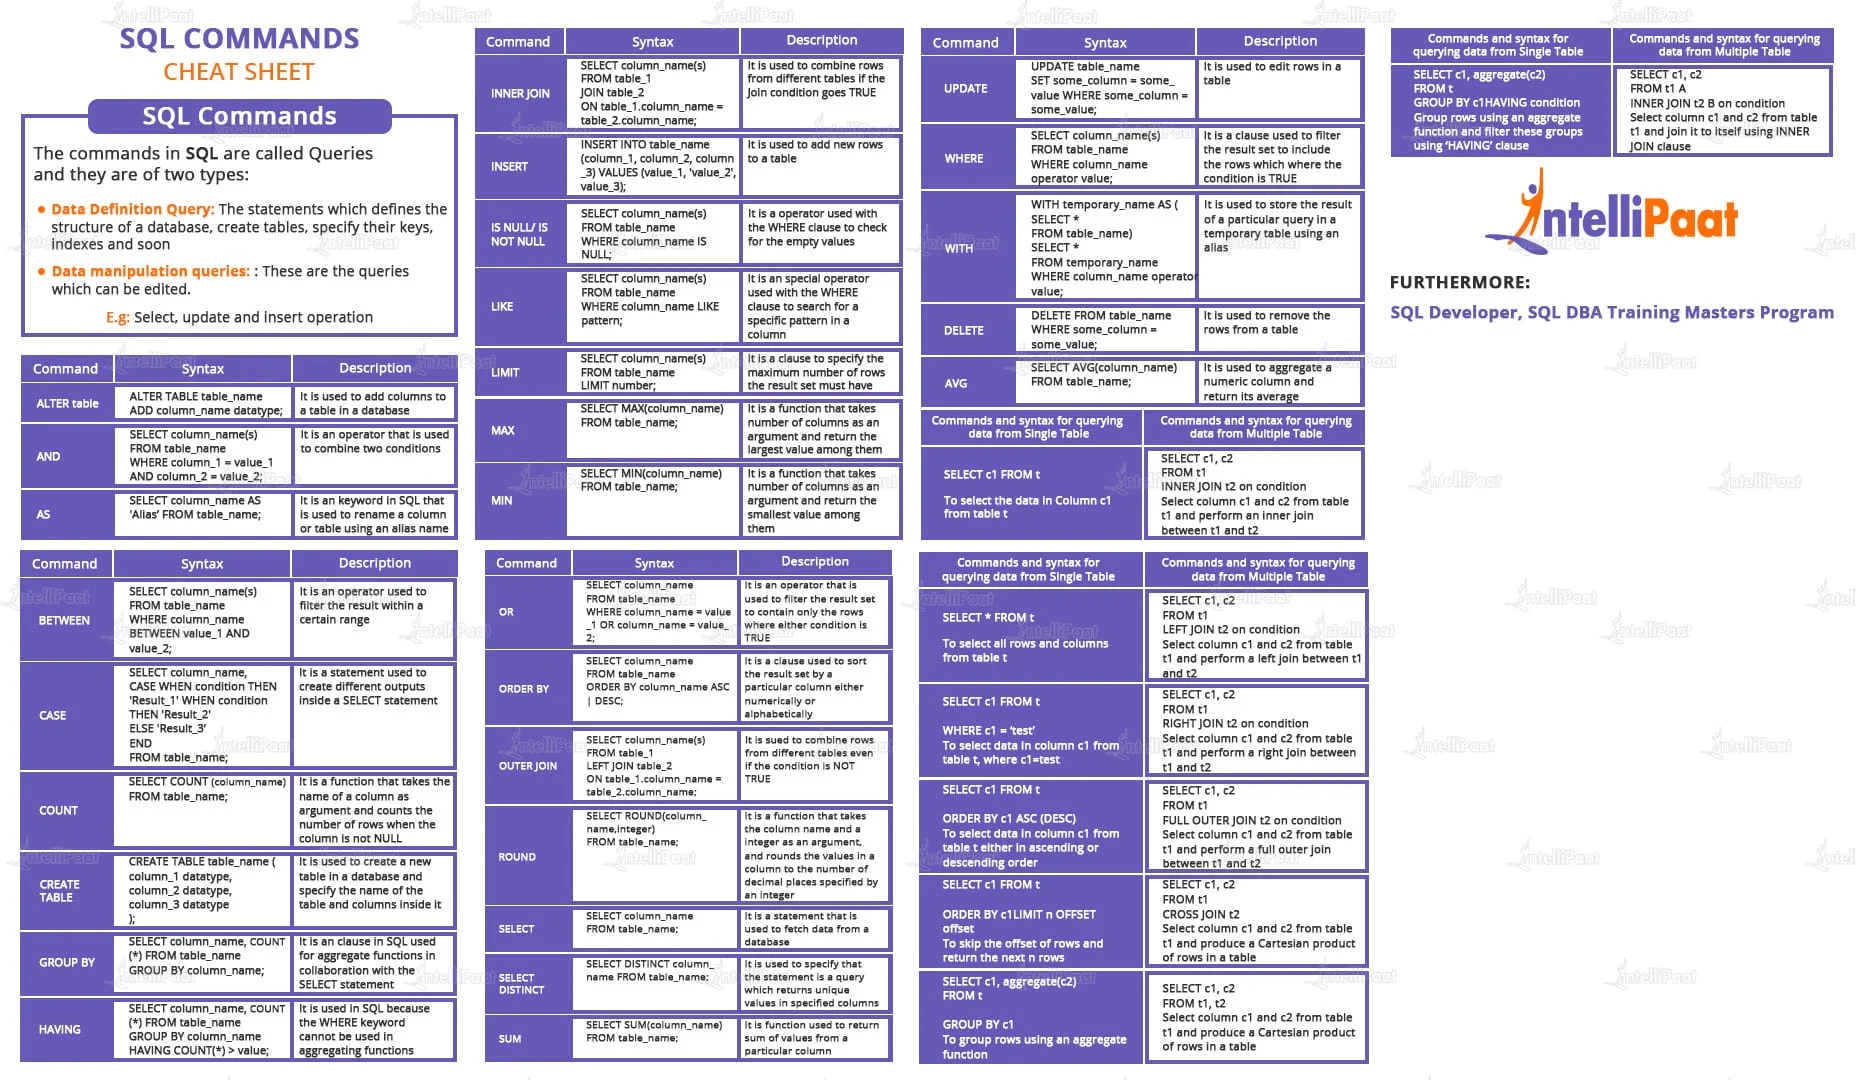 SQL COMMANDS
CHEAT SHEET
SQL Commands
The commands in SQL are called Queries
and they are of two types:
• Data Definition Query: The statements which defines the
structure of a database, create tables, specify their keys,
indexes and soon
• Data manipulation queries: : These are the queries
which can be edited.
E.g: Select, update and insert operation
Command Syntax Description
ALTER table
ALTER TABLE table_name
ADD column_name datatype;
It is used to add columns to
a table in a database
AND
SELECT column_name(s)
FROM table_name
WHERE column_1 = value_1
AND column_2 = value_2;
It is an operator that is used
to combine two conditions
AS
SELECT column_name AS
'Alias’ FROM table_name;
It is an keyword in SQL that
is used to rename a column
or table using an alias name
Command Syntax Description
BETWEEN
SELECT column_name(s)
FROM table_name
WHERE column_name
BETWEEN value_1 AND
value_2;
It is an operator used to
filter the result within a
certain range
CASE
SELECT column_name,
CASE WHEN condition THEN
'Result_1' WHEN condition
THEN 'Result_2'
ELSE 'Result_3’
END
FROM table_name;
It is a statement used to
create different outputs
inside a SELECT statement
COUNT
SELECT COUNT (column_name)
FROM table_name;
It is a function that takes the
name of a column as
argument and counts the
number of rows when the
column is not NULL
CREATE
TABLE
CREATE TABLE table_name (
column_1 datatype,
column_2 datatype,
column_3 datatype
);
It is used to create a new
table in a database and
specify the name of the
table and columns inside it
GROUP BY
SELECT column_name, COUNT
(*) FROM table_name
GROUP BY column_name;
It is an clause in SQL used
for aggregate functions in
collaboration with the
SELECT statement
HAVING
SELECT column_name, COUNT
(*) FROM table_name
GROUP BY column_name
HAVING COUNT(*) > value;
It is used in SQL because
the WHERE keyword
cannot be used in
aggregating functions
Command Syntax Description
INNER JOIN
SELECT column_name(s)
FROM table_1
JOIN table_2
ON table_1.column_name =
table_2.column_name;
It is used to combine rows
from different tables if the
Join condition goes TRUE
INSERT
INSERT INTO table_name
(column_1, column_2, column
_3) VALUES (value_1, 'value_2',
value_3);
It is used to add new rows
to a table
IS NULL/ IS
NOT NULL
SELECT column_name(s)
FROM table_name
WHERE column_name IS
NULL;
It is a operator used with
the WHERE clause to check
for the empty values
LIKE
SELECT column_name(s)
FROM table_name
WHERE column_name LIKE
pattern;
It is an special operator
used with the WHERE
clause to search for a
specific pattern in a
column
LIMIT
SELECT column_name(s)
FROM table_name
LIMIT number;
It is a clause to specify the
maximum number of rows
the result set must have
MAX
SELECT MAX(column_name)
FROM table_name;
It is a function that takes
number of columns as an
argument and return the
largest value among them
MIN
SELECT MIN(column_name)
FROM table_name;
It is a function that takes
number of columns as an
argument and return the
smallest value among
them
Command Syntax Description
OR
SELECT column_name
FROM table_name
WHERE column_name = value
_1 OR column_name = value_
2;
It is an operator that is
used to filter the result set
to contain only the rows
where either condition is
TRUE
ORDER BY
SELECT column_name
FROM table_name
ORDER BY column_name ASC
| DESC;
It is a clause used to sort
the result set by a
particular column either
numerically or
alphabetically
OUTER JOIN
SELECT column_name(s)
FROM table_1
LEFT JOIN table_2
ON table_1.column_name =
table_2.column_name;
It is sued to combine rows
from different tables even
if the condition is NOT
TRUE
ROUND
SELECT ROUND(column_
name,integer)
FROM table_name;
It is a function that takes
the column name and a
integer as an argument,
and rounds the values in a
column to the number of
decimal places specified by
an integer
SELECT
SELECT column_name
FROM table_name;
It is a statement that is
used to fetch data from a
database
SELECT
DISTINCT
SELECT DISTINCT column_
name FROM table_name;
It is used to specify that
the statement is a query
which returns unique
values in specified columns
SUM
SELECT SUM(column_name)
FROM table_name;
It is function used to return
sum of values from a
particular column
Command Syntax Description
UPDATE
UPDATE table_name
SET some_column = some_
value WHERE some_column =
some_value;
It is used to edit rows in a
table
WHERE
SELECT column_name(s)
FROM table_name
WHERE column_name
operator value;
It is a clause used to filter
the result set to include
the rows which where the
condition is TRUE
WITH
WITH temporary_name AS (
SELECT *
FROM table_name)
SELECT *
FROM temporary_name
WHERE column_name operator
value;
It is used to store the result
of a particular query in a
temporary table using an
alias
DELETE
DELETE FROM table_name
WHERE some_column =
some_value;
It is used to remove the
rows from a table
AVG
SELECT AVG(column_name)
FROM table_name;
It is used to aggregate a
numeric column and
return its average
Commands and syntax for querying
data from Single Table
Commands and syntax for querying
data from Multiple Table
SELECT c1 FROM t
To select the data in Column c1
from table t
SELECT c1, c2
FROM t1
INNER JOIN t2 on condition
Select column c1 and c2 from table
t1 and perform an inner join
between t1 and t2
Commands and syntax for
querying data from Single Table
Commands and syntax for querying
data from Multiple Table
SELECT * FROM t
To select all rows and columns
from table t
SELECT c1, c2
FROM t1
LEFT JOIN t2 on condition
Select column c1 and c2 from table
t1 and perform a left join between t1
and t2
SELECT c1 FROM t
WHERE c1 = ‘test’
To select data in column c1 from
table t, where c1=test
SELECT c1, c2
FROM t1
RIGHT JOIN t2 on condition
Select column c1 and c2 from table
t1 and perform a right join between
t1 and t2
SELECT c1 FROM t
ORDER BY c1 ASC (DESC)
To select data in column c1 from
table t either in ascending or
descending order
SELECT c1, c2
FROM t1
FULL OUTER JOIN t2 on condition
Select column c1 and c2 from table
t1 and perform a full outer join
between t1 and t2
SELECT c1 FROM t
ORDER BY c1LIMIT n OFFSET
offset
To skip the offset of rows and
return the next n rows
SELECT c1, c2
FROM t1
CROSS JOIN t2
Select column c1 and c2 from table
t1 and produce a Cartesian product
of rows in a table
SELECT c1, aggregate(c2)
FROM t
GROUP BY c1
To group rows using an aggregate
function
SELECT c1, c2
FROM t1, t2
Select column c1 and c2 from table
t1 and produce a Cartesian product
of rows in a table
Commands and syntax for
querying data from Single Table
Commands and syntax for querying
data from Multiple Table
SELECT c1, aggregate(c2)
FROM t
GROUP BY c1HAVING condition
Group rows using an aggregate
function and filter these groups
using ‘HAVING’ clause
SELECT c1, c2
FROM t1 A
INNER JOIN t2 B on condition
Select column c1 and c2 from table
t1 and join it to itself using INNER
JOIN clause
IntelliPaat
FURTHERMORE:
SQL Developer, SQL DBA Training Masters Program